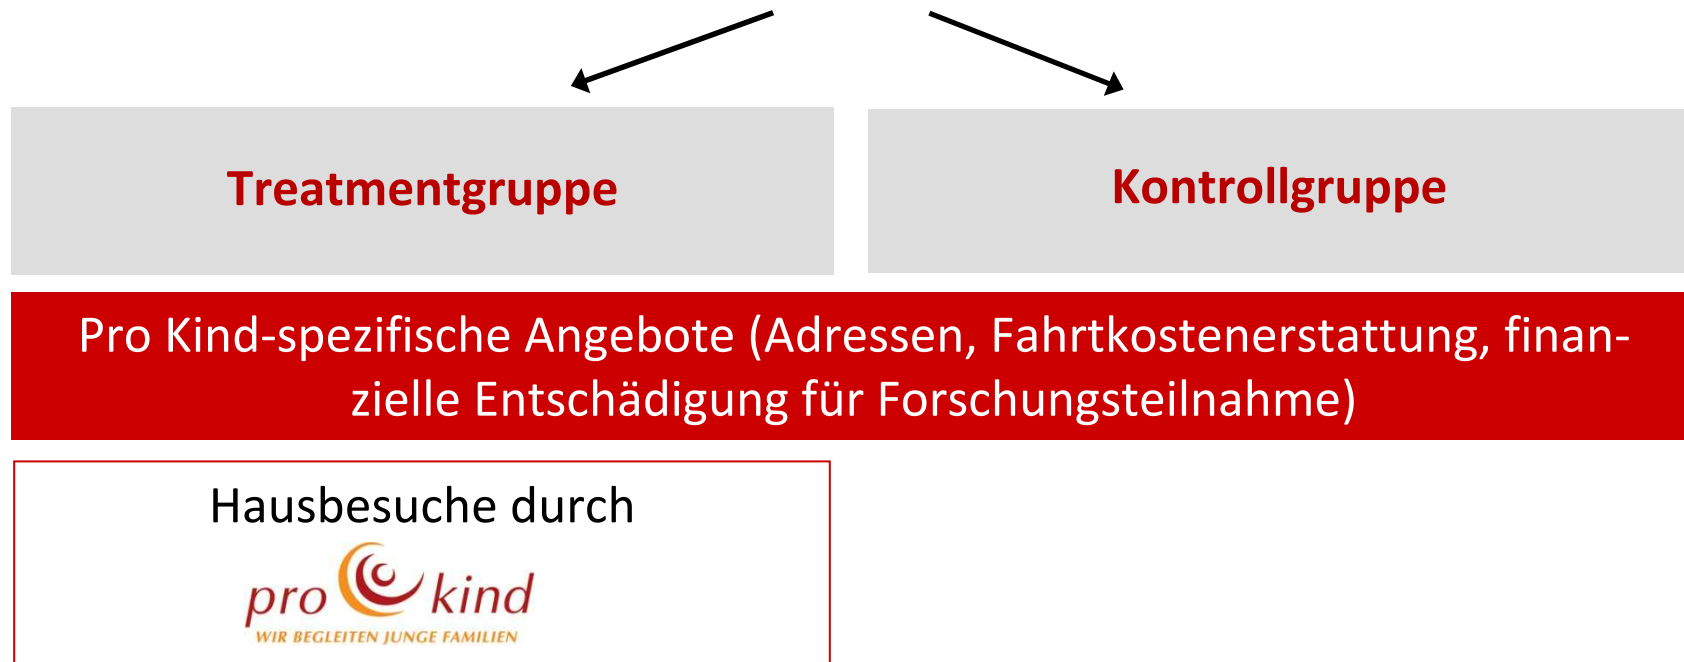 Treatmentgruppe
Kontrollgruppe
Pro Kind-spezifische Angebote (Adressen, Fahrtkostenerstattung, finan-
zielle Entschädigung für Forschungsteilnahme)
Hausbesuche durch
pro kind
WIR BEGLEITEN JUNGE FAMILIEN